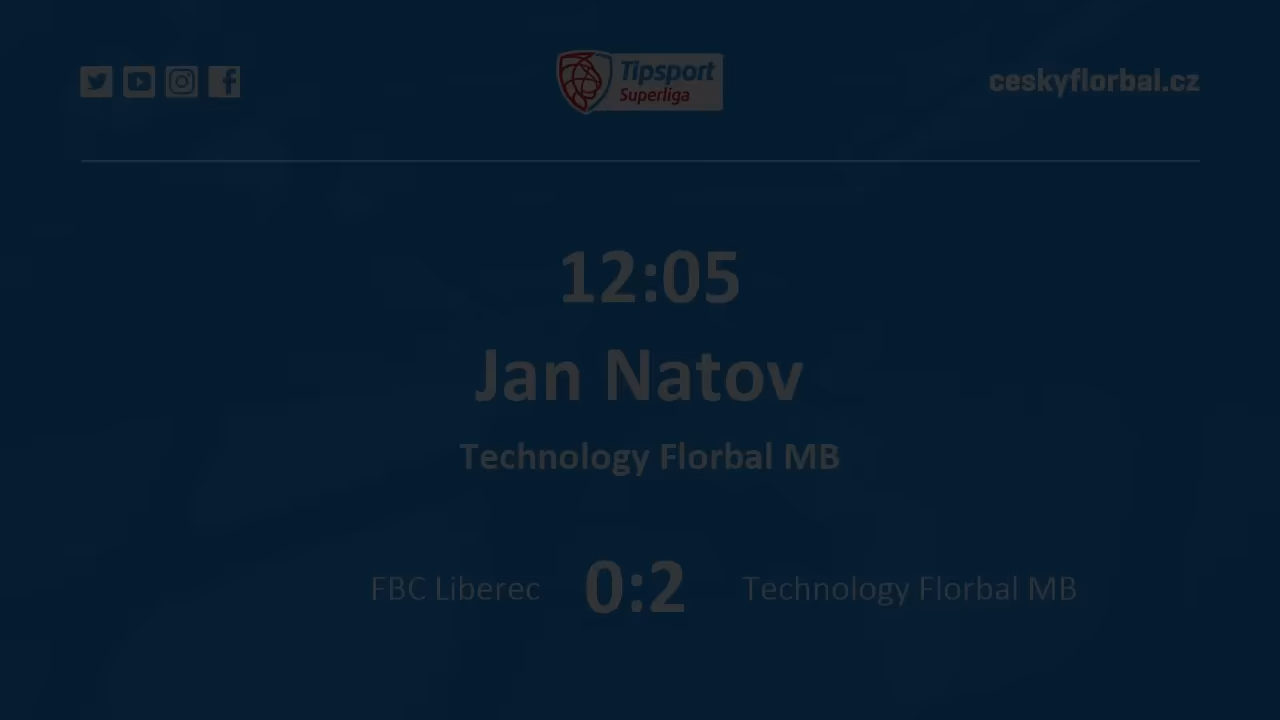 Tipsport
Superliga
ceskyflorbal.cz
12:05
Jan Natov
Technology Florbal MB
FBC Liberec 0:2 Technology Florbal MB